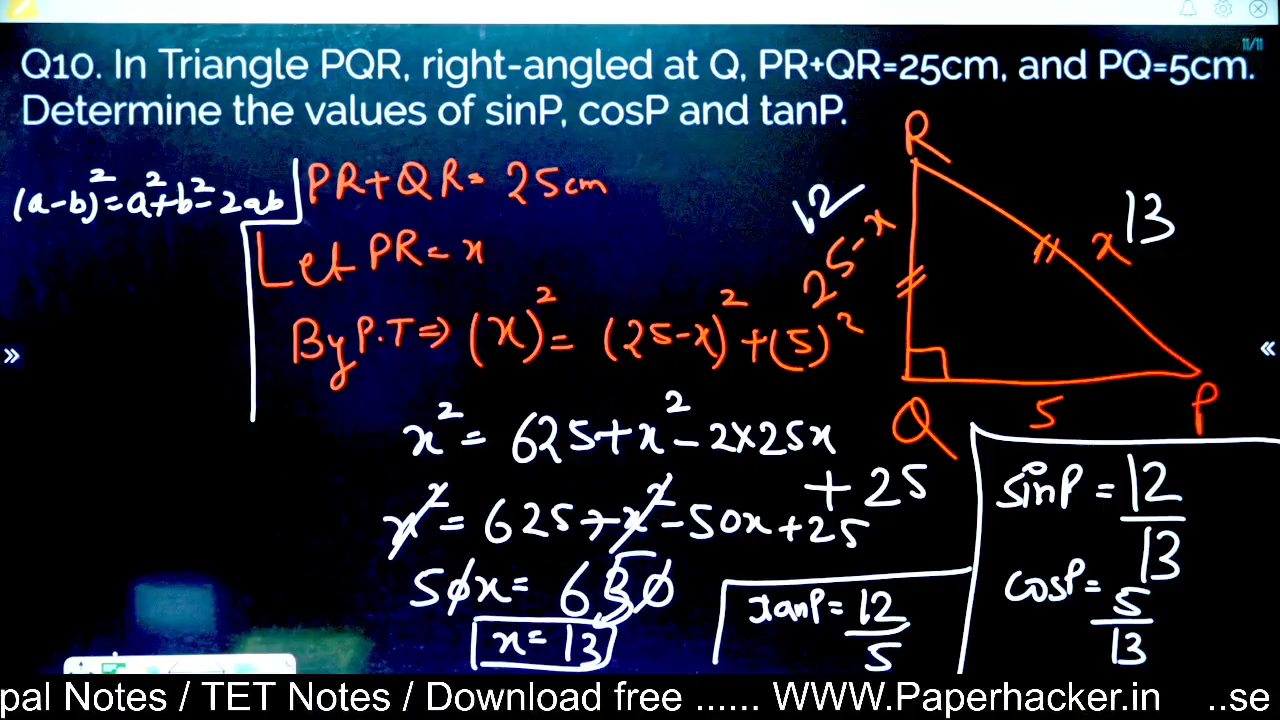 11/11
Q10. In Triangle PQR, right-angled at Q, PR+QR=25cm, and PQ=5cm.
Determine the values of sinP, cosP and tanP.
(a-b)²=a²+b²-2ab
PR+QR= 25cm
Let PR=x
By P.T⇒ (x)² = (25-x)²+(5)²
x² = 625+x²-2×25x
+25
x² = 625+x²-50x+25
50x= 650
x= 13
R
12
25-x
x
13
Q
5
P
tanP= 12/5
sinP = 12/13
cosP= 5/13
»
«
pal Notes / TET Notes / Download free ...... WWW.Paperhacker.in ..se